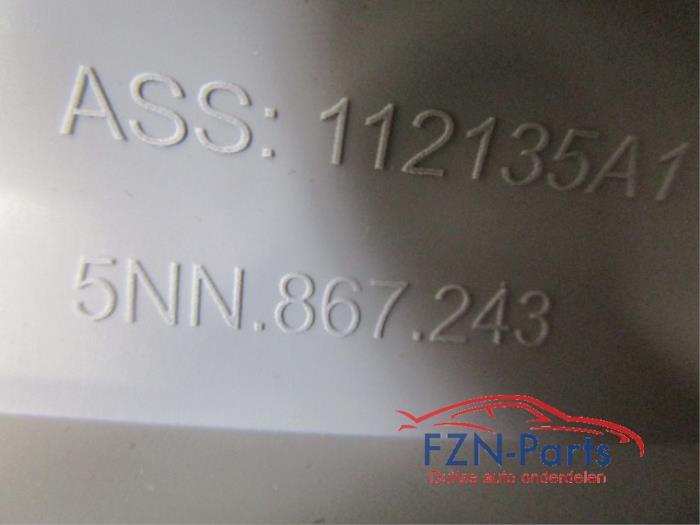 ASS: 112135A1
5NN.867.243
FZN-Parts
Duitse auto onderdelen